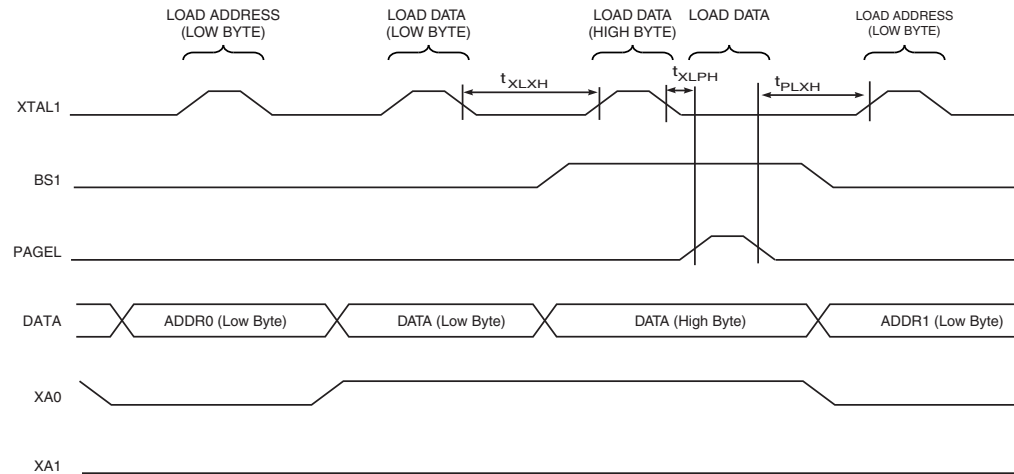 LOAD ADDRESS
(LOW BYTE)
LOAD DATA
(LOW BYTE)
LOAD DATA
(HIGH BYTE)
LOAD DATA
LOAD ADDRESS
(LOW BYTE)
tXLXH
tXLPH
tPLXH
XTAL1
BS1
PAGEL
DATA
ADDR0 (Low Byte)
DATA (Low Byte)
DATA (High Byte)
ADDR1 (Low Byte)
XA0
XA1